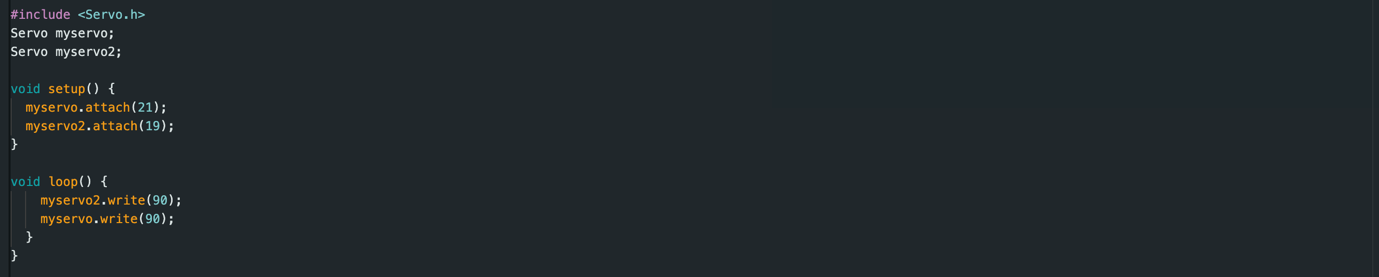 #include <Servo.h>
Servo myservo;
Servo myservo2;
void setup() {
myservo.attach(21);
myservo2.attach(19);
}
void loop() {
myservo2.write(90);
myservo.write(90);
}
}